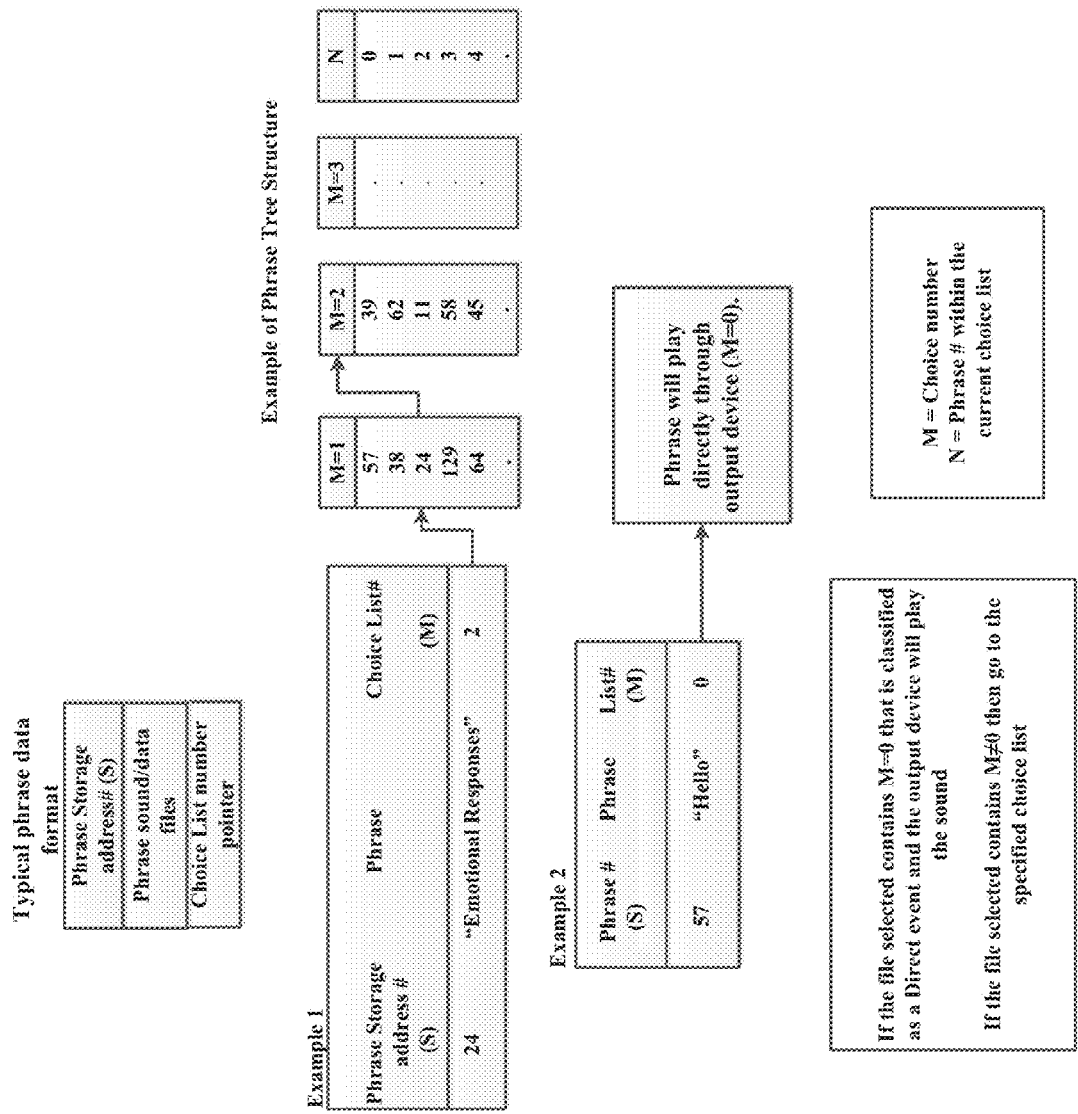 Typical phrase data
format
Phrase Storage
address# (S)
Phrase sound/data
files
Choice List number
pointer
Example of Phrase Tree Structure
Example 1
Phrase Storage
address #
(S)
Phrase
Choice List#
(M)
24
“Emotional Responses”
2
M=1
57
38
24
129
64
.
M=2
39
62
11
58
45
.
M=3
.
.
.
.
.
N
0
1
2
3
4
.
Example 2
Phrase #
(S)
Phrase
List#
(M)
57
“Hello”
0
Phrase will play
directly through
output device (M=0).
If the file selected contains M=0 that is classified
as a Direct event and the output device will play
the sound
If the file selected contains M≠0 then go to the
specified choice list
M = Choice number
N = Phrase # within the
current choice list